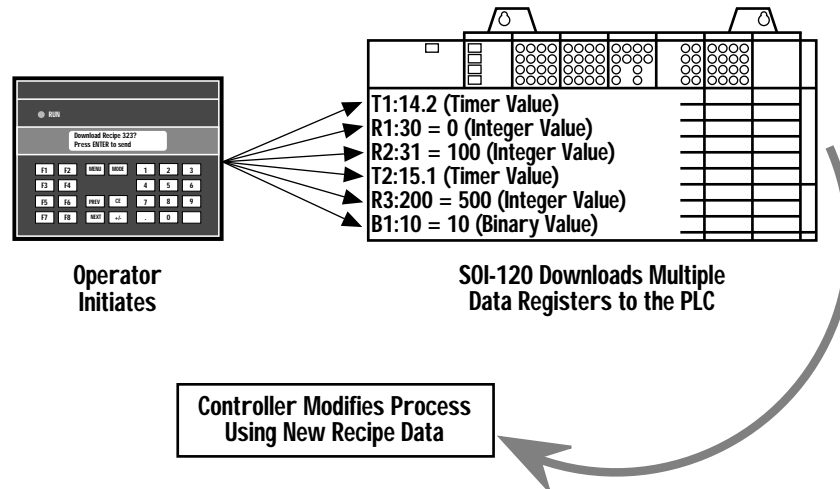 RUN
Download Recipe 323?
Press ENTER to send
F1 F2 MENU MODE 1 2 3
F3 F4 4 5 6
F5 F6 PREV CE 7 8 9
F7 F8 NEXT +/- . 0
T1:14.2 (Timer Value)
R1:30 = 0 (Integer Value)
R2:31 = 100 (Integer Value)
T2:15.1 (Timer Value)
R3:200 = 500 (Integer Value)
B1:10 = 10 (Binary Value)
Operator
Initiates
SOI-120 Downloads Multiple
Data Registers to the PLC
Controller Modifies Process
Using New Recipe Data